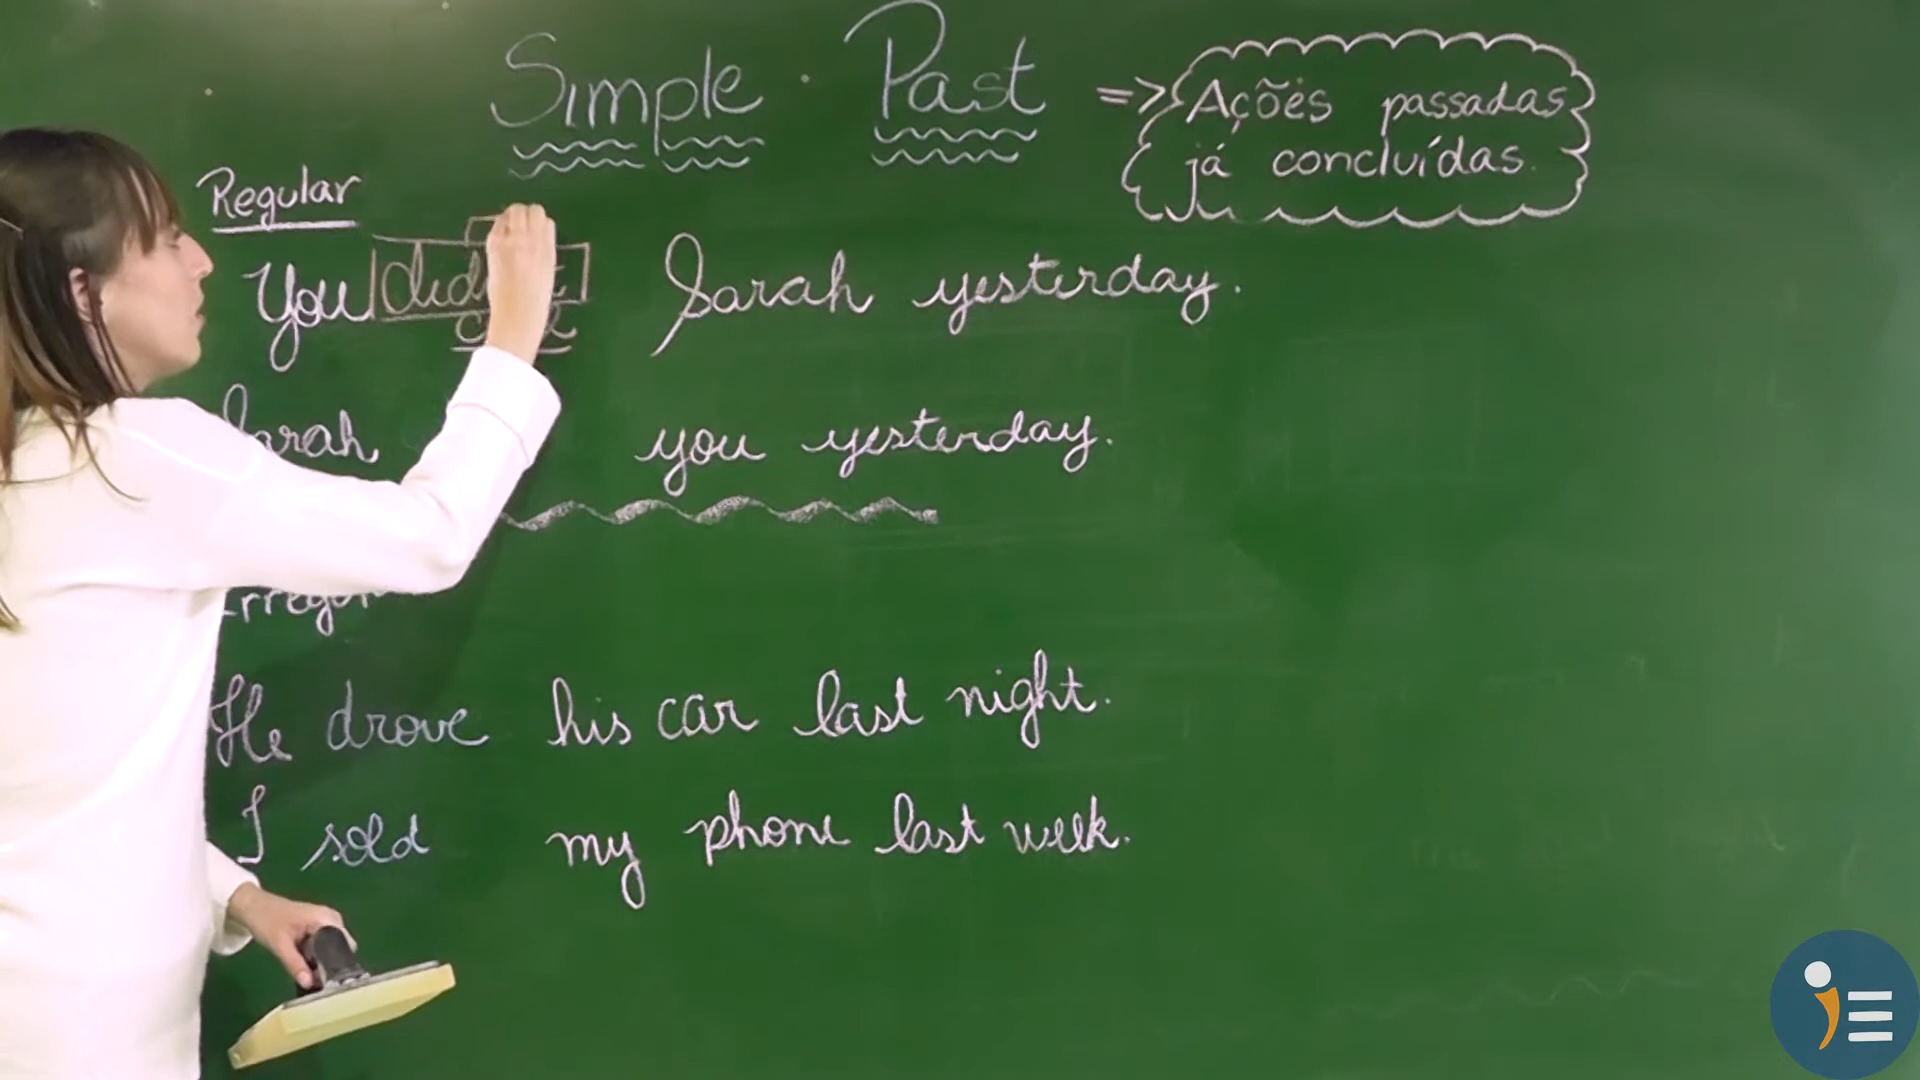 Simple Past => Ações passadas
já concluídas.
Regular
You Sarah yesterday.
Sarah you yesterday.
He drove his car last night.
I sold my phone last week.